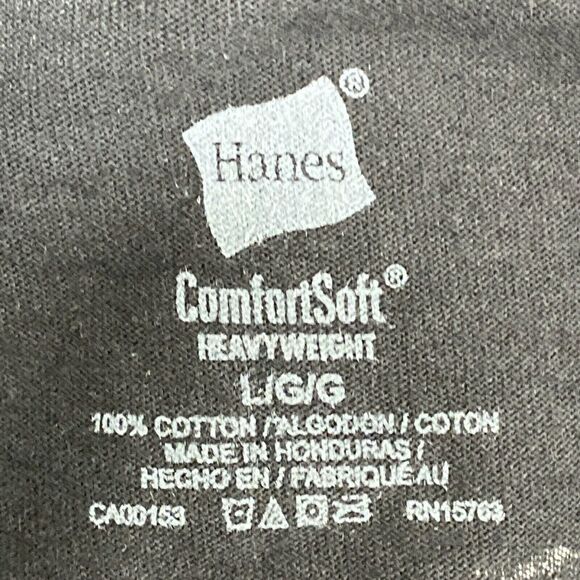 Hanes®
ComfortSoft®
HEAVYWEIGHT
L/G/G
100% COTTON / ALGODON / COTON
MADE IN HONDURAS /
HECHO EN / FABRIQUÉ AU
CA00153 RN15763